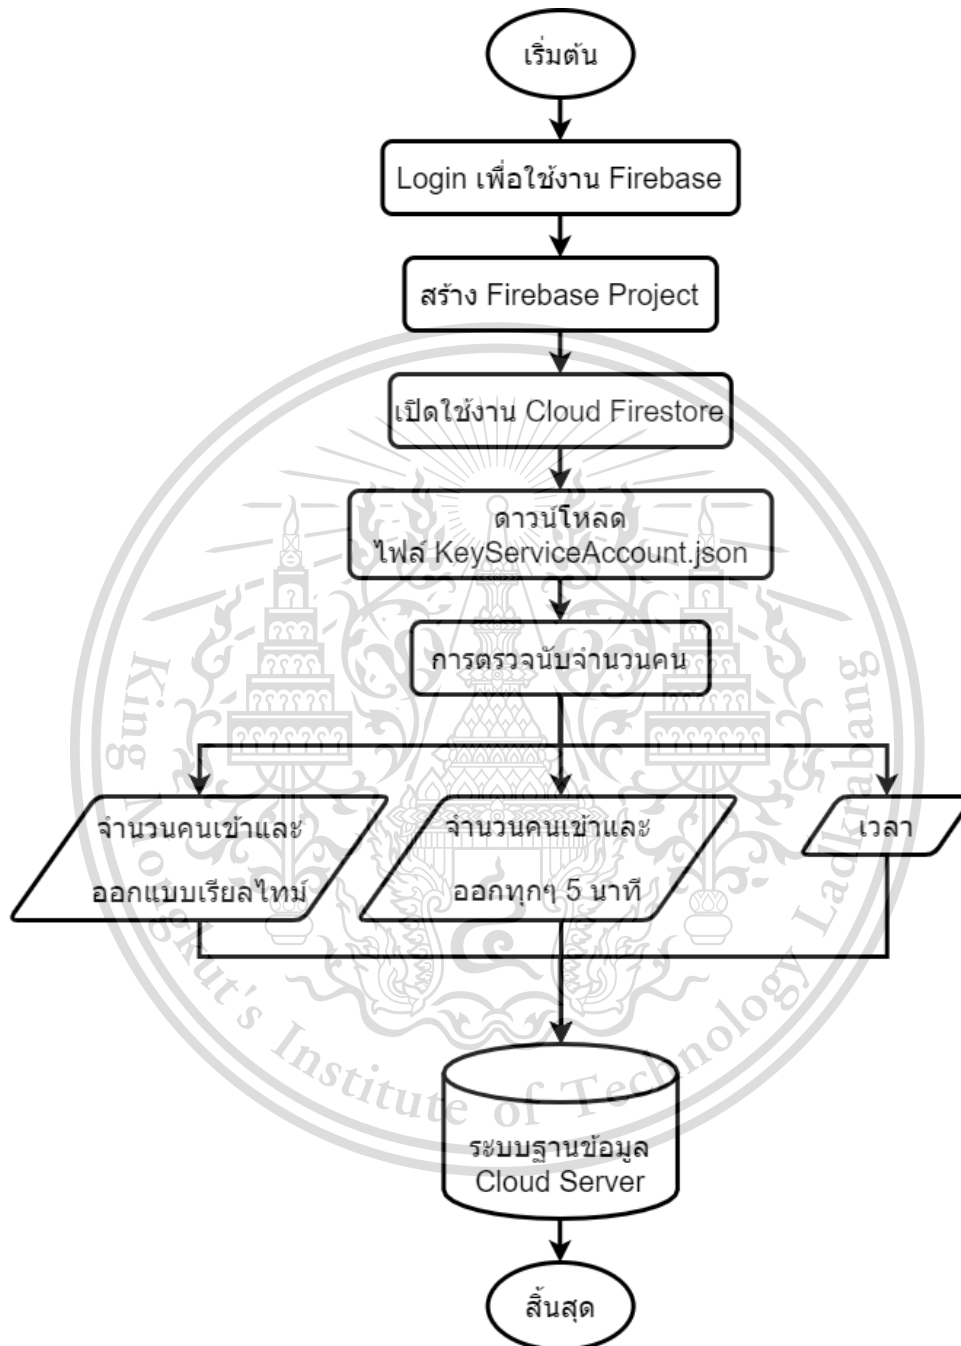 เริ่มต้น
Login เพื่อใช้งาน Firebase
สร้าง Firebase Project
เปิดใช้งาน Cloud Firestore
ดาวน์โหลด
ไฟล์ KeyServiceAccount.json
การตรวจนับจำนวนคน
จำนวนคนเข้าและ
ออกแบบเรียลไทม์
จำนวนคนเข้าและ
ออกทุกๆ 5 นาที
เวลา
ระบบฐานข้อมูล
Cloud Server
สิ้นสุด
King Mongkut's Institute of Technology Ladkrabang